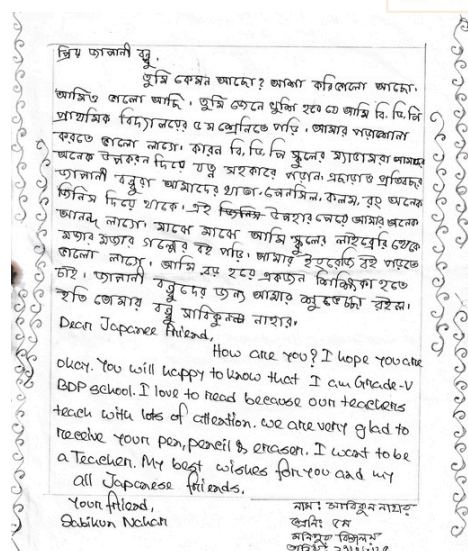 প্রিয় জাপানী বন্ধু,
তুমি কেমন আছো? আশা করি ভালো আছো।
আমিও ভালো আছি। তুমি জেনে খুশি হবে যে আমি বি, ডি, পি
প্রাথমিক বিদ্যালয়ের ৫ম শ্রেনিতে পড়ি। আমার পড়াশোনা
করতে ভালো লাগে। কারন বি, ডি, পি স্কুলের ম্যাডামরা আমাদের
অনেক উপকরন দিয়ে যত্ন সহকারে পড়ান। এছাড়াও প্রতিবছর
জাপানী বন্ধুরা আমাদের খাতা, পেনসিল, কলম, রং অনেক
জিনিস দিয়ে থাকে। এই উপহার পেয়ে আমার অনেক
আনন্দ লাগে। মাঝে মাঝে আমি স্কুলের লাইব্রেরি থেকে
মজার মজার গল্পের বই পড়ি। আমার ইংরেজি বই পড়তে
ভালো লাগে। আমি বড় হয়ে একজন শিক্ষিকা হতে
চাই। জাপানী বন্ধুদের জন্য আমার শুভেচ্ছা রইল।
ইতি তোমার বন্ধু সাবিকুন নাহার।
Dear Japanee friend,
How are you? I hope you are
okay. You will happy to know that I am Grade-V
BDP School. I love to read because our teachers
teach with lots of attention. we are very glad to
receive your pen, pencil & erason. I want to be
a Teacher. My best wishes for you and my
all Japanese friends.
Your friend,
Sabikun Nahar
নাম: সাবিকুন নাহার
শ্রেনি: ৫ম
মনিপুর বিদ্যালয়